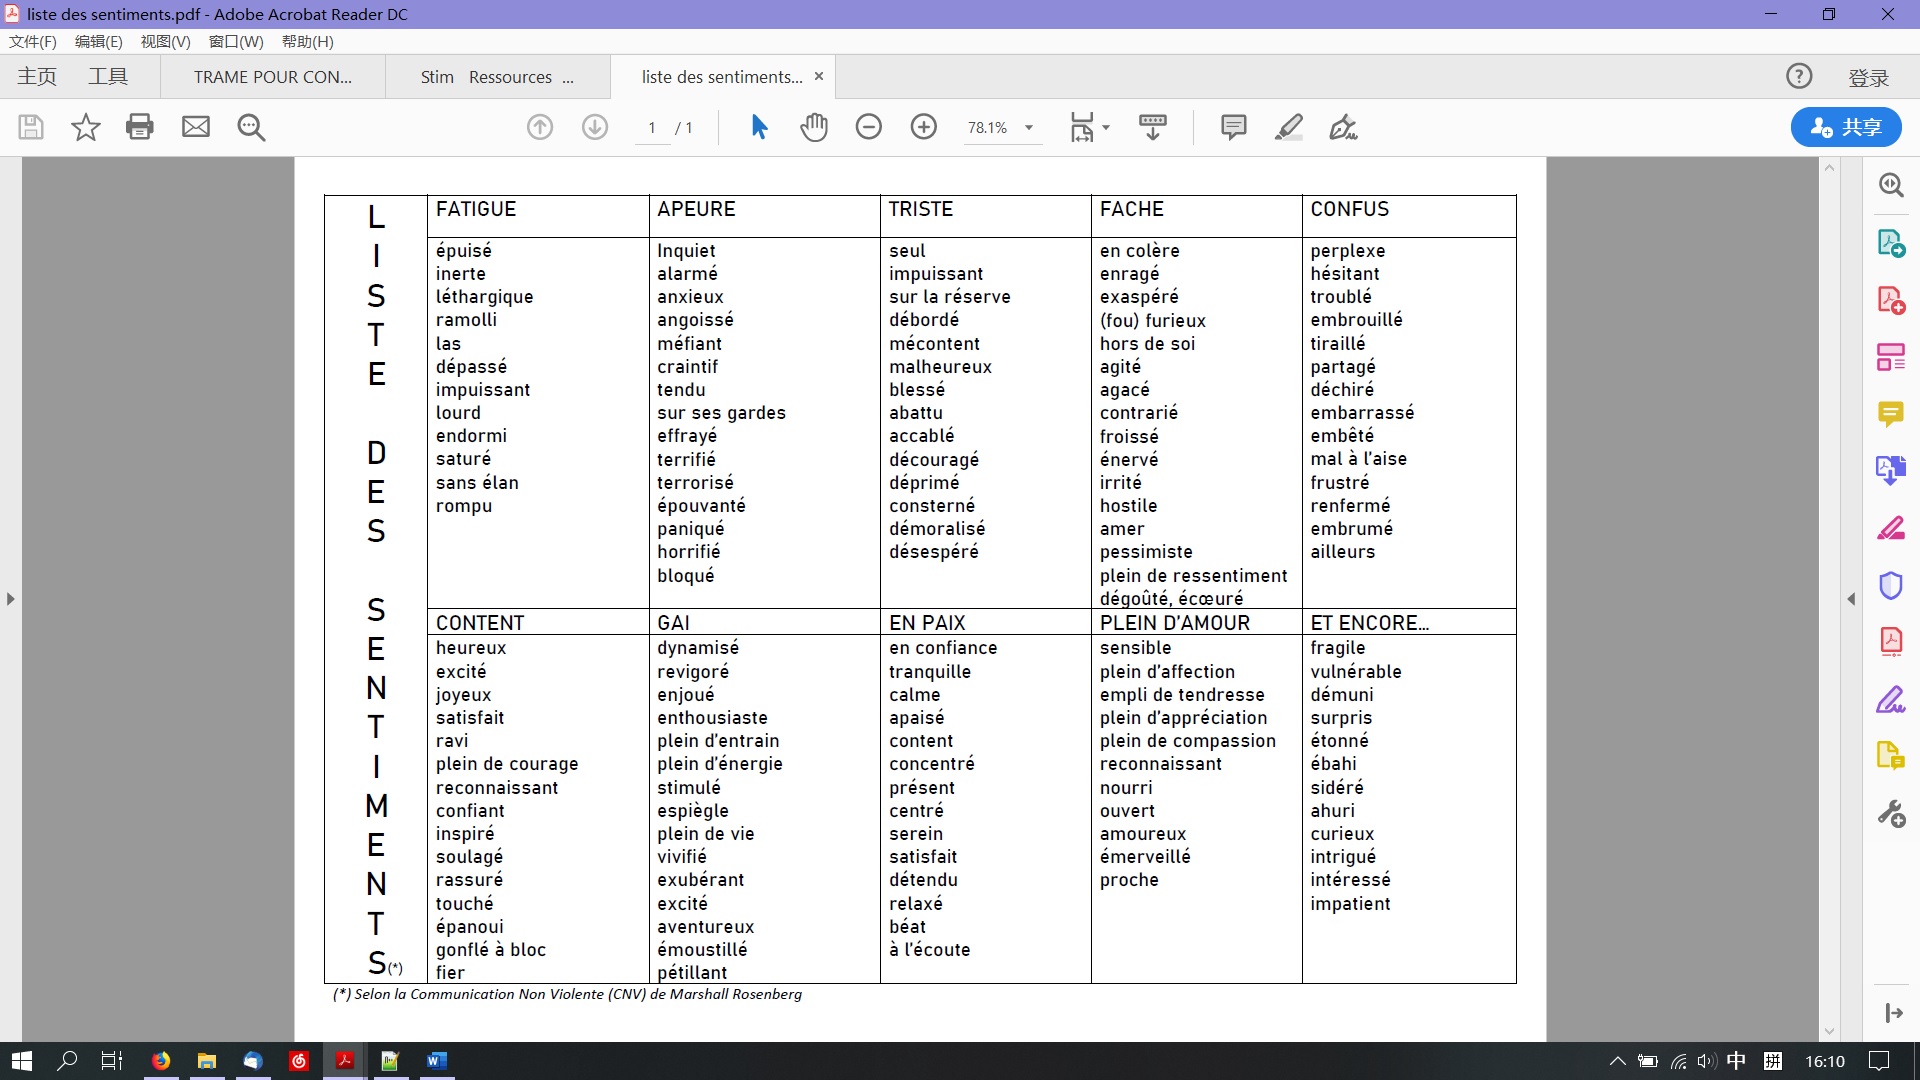 liste des sentiments.pdf - Adobe Acrobat Reader DC
文件(F) 编辑(E) 视图(V) 窗口(W) 帮助(H)
主页 工具 TRAME POUR CON... Stim Ressources ... liste des sentiments... × ? 登录
1 / 1 78.1% 共享
LISTE DES SENTIMENTS(*)
FATIGUE
épuisé
inerte
léthargique
ramolli
las
dépassé
impuissant
lourd
endormi
saturé
sans élan
rompu
APEURE
Inquiet
alarmé
anxieux
angoissé
méfiant
craintif
tendu
sur ses gardes
effrayé
terrifié
terrorisé
épouvanté
paniqué
horrifié
bloqué
TRISTE
seul
impuissant
sur la réserve
débordé
mécontent
malheureux
blessé
abattu
accablé
découragé
déprimé
consterné
démoralisé
désespéré
FACHE
en colère
enragé
exaspéré
(fou) furieux
hors de soi
agité
agacé
contrarié
froissé
énervé
irrité
hostile
amer
pessimiste
plein de ressentiment
dégoûté, écœuré
CONFUS
perplexe
hésitant
troublé
embrouillé
tiraillé
partagé
déchiré
embarrassé
embêté
mal à l’aise
frustré
renfermé
embrumé
ailleurs
CONTENT
heureux
excité
joyeux
satisfait
ravi
plein de courage
reconnaissant
confiant
inspiré
soulagé
rassuré
touché
épanoui
gonflé à bloc
fier
GAI
dynamisé
revigoré
enjoué
enthousiaste
plein d’entrain
plein d’énergie
stimulé
espiègle
plein de vie
vivifié
exubérant
excité
aventureux
émoustillé
pétillant
EN PAIX
en confiance
tranquille
calme
apaisé
content
concentré
présent
centré
serein
satisfait
détendu
relaxé
béat
à l’écoute
PLEIN D’AMOUR
sensible
plein d’affection
empli de tendresse
plein d’appréciation
plein de compassion
reconnaissant
nourri
ouvert
amoureux
émerveillé
proche
ET ENCORE…
fragile
vulnérable
démuni
surpris
étonné
ébahi
sidéré
ahuri
curieux
intrigué
intéressé
impatient
(*) Selon la Communication Non Violente (CNV) de Marshall Rosenberg
中 拼 16:10